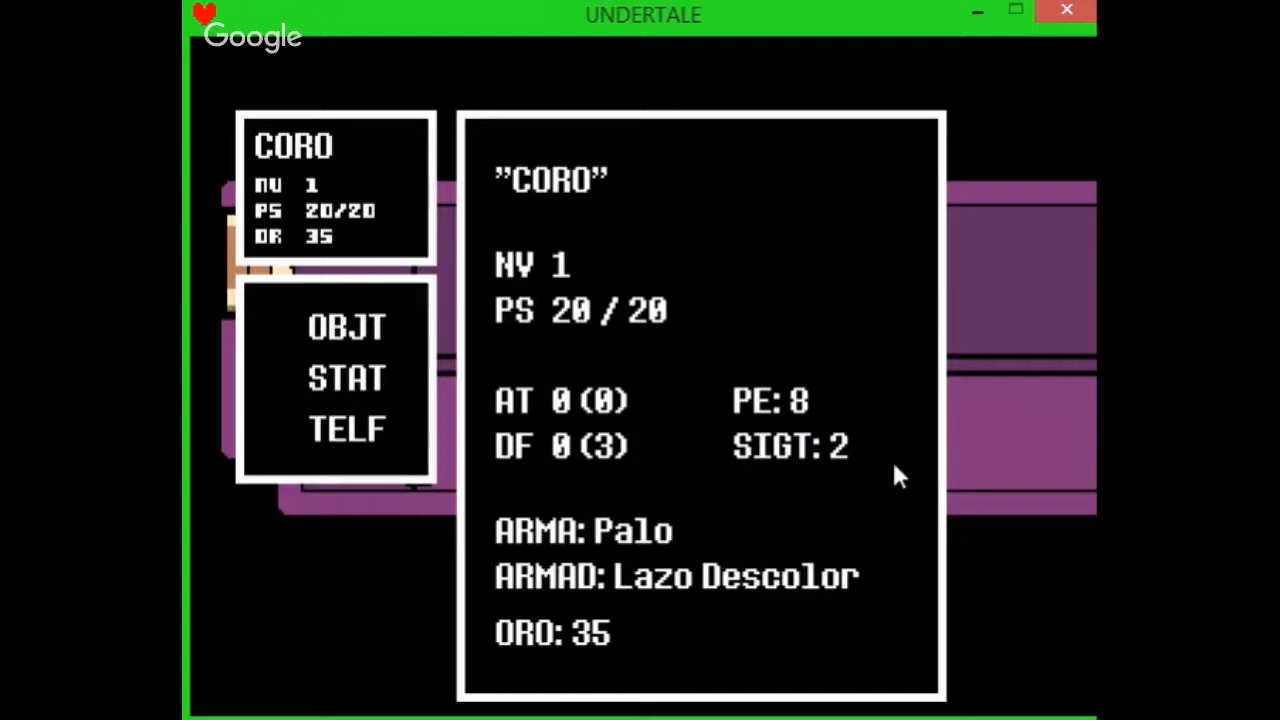 UNDERTALE
Google
CORO
NV 1
PS 20/20
OR 35
OBJT
STAT
TELF
"CORO"
NV 1
PS 20 / 20
AT 0 (0) PE: 8
DF 0 (3) SIGT: 2
ARMA: Palo
ARMAD: Lazo Descolor
ORO: 35